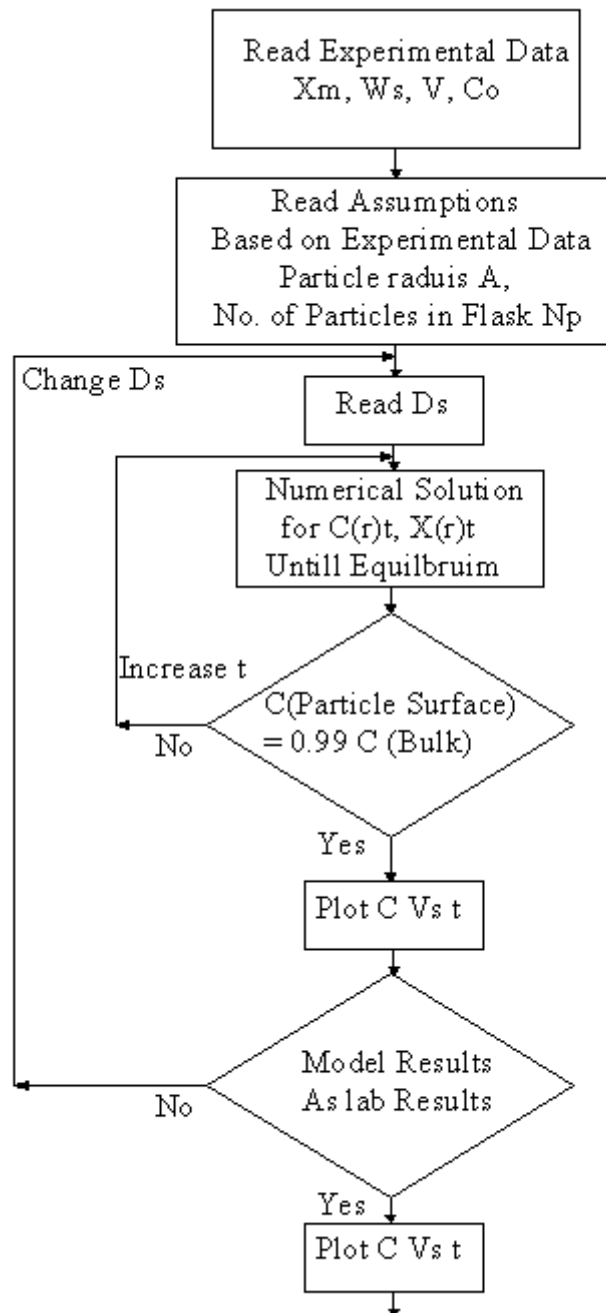 Read Experimental Data
Xm, Ws, V, Co
Read Assumptions
Based on Experimental Data
Particle raduis A,
No. of Particles in Flask Np
Change Ds
Read Ds
Numerical Solution
for C(r)t, X(r)t
Untill Equilbruim
Increase t
C(Particle Surface)
= 0.99 C (Bulk)
No
Yes
Plot C Vs t
Model Results
As lab Results
No
Yes
Plot C Vs t